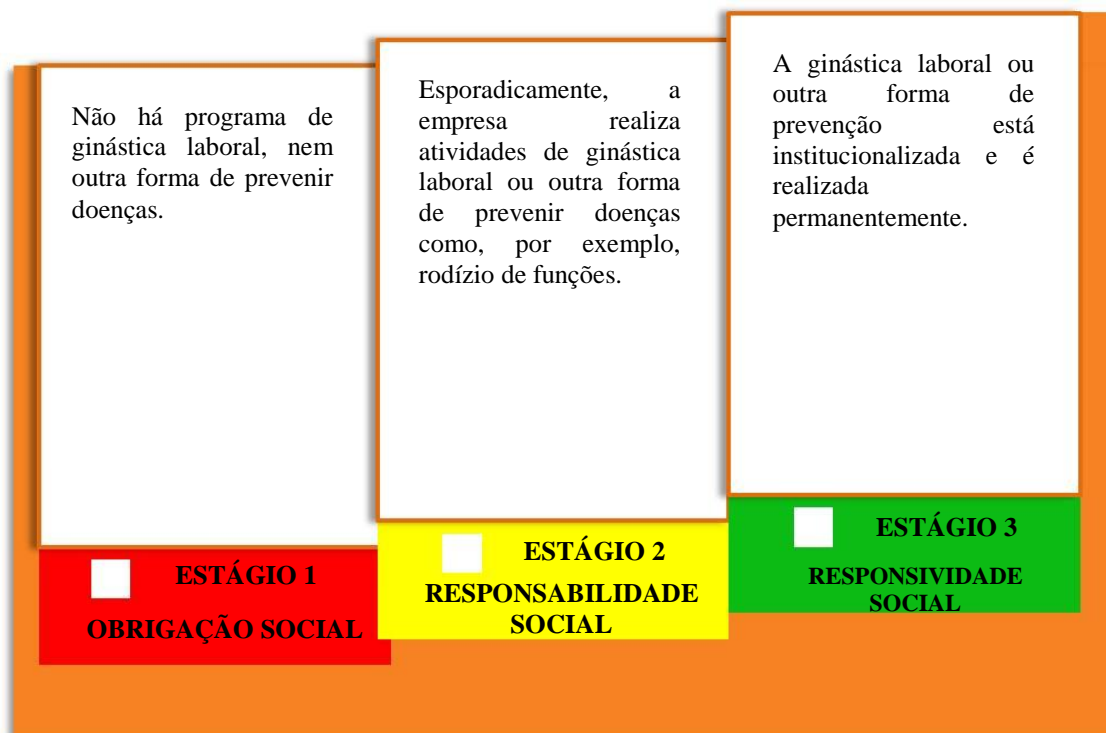 Não há programa de
ginástica laboral, nem
outra forma de prevenir
doenças.
ESTÁGIO 1
OBRIGAÇÃO SOCIAL
Esporadicamente, a
empresa realiza
atividades de ginástica
laboral ou outra forma
de prevenir doenças
como, por exemplo,
rodízio de funções.
ESTÁGIO 2
RESPONSABILIDADE
SOCIAL
A ginástica laboral ou
outra forma de
prevenção está
institucionalizada e é
realizada
permanentemente.
ESTÁGIO 3
RESPONSIVIDADE
SOCIAL